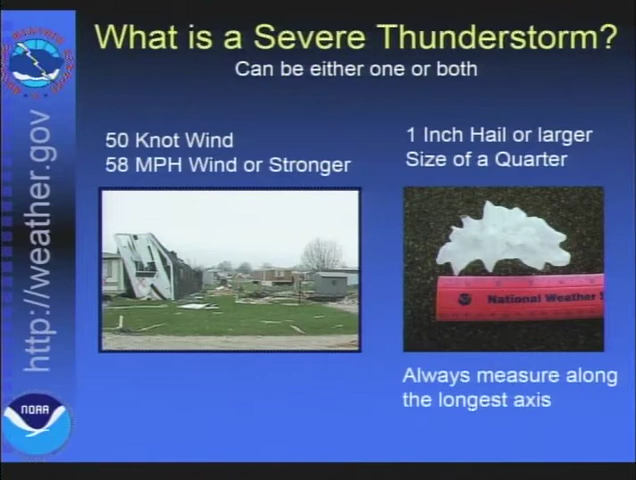 What is a Severe Thunderstorm?
Can be either one or both
50 Knot Wind
58 MPH Wind or Stronger
1 Inch Hail or larger
Size of a Quarter
National Weather S
Always measure along
the longest axis
http://weather.gov
NOAA